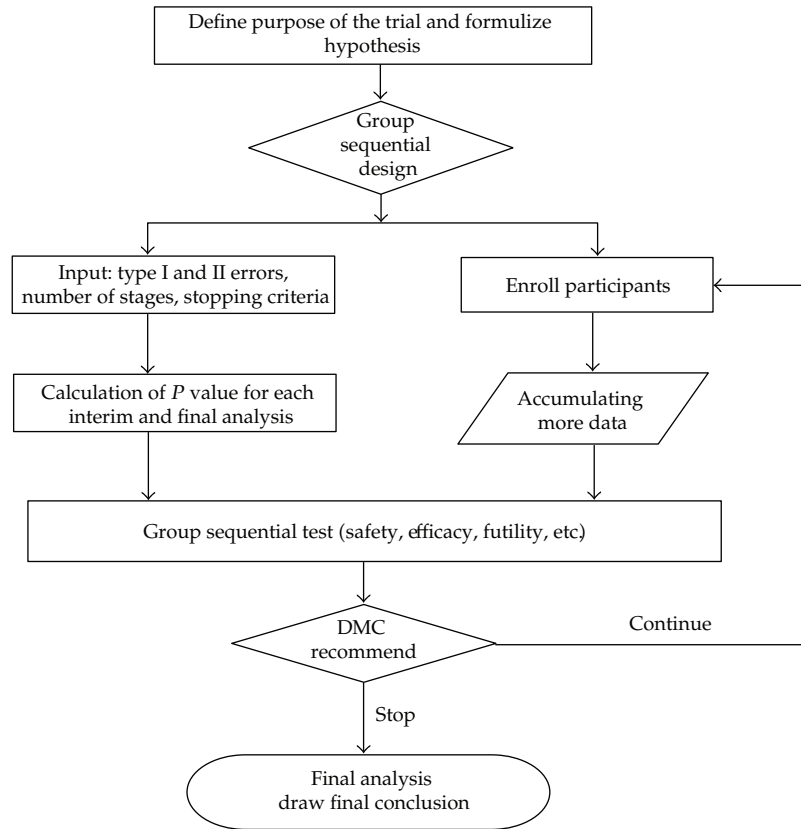 Define purpose of the trial and formulize
hypothesis
Group
sequential
design
Input: type I and II errors,
number of stages, stopping criteria
Enroll participants
Calculation of P value for each
interim and final analysis
Accumulating
more data
Group sequential test (safety, efficacy, futility, etc.)
DMC
recommend
Continue
Stop
Final analysis
draw final conclusion